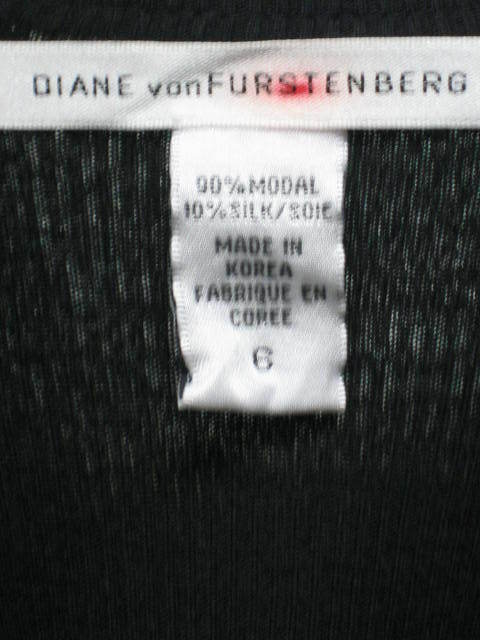 DIANE vonFURSTENBERG
90%MODAL
10%SILK/SOIE
MADE IN
KOREA
FABRIQUE EN
COREE
6